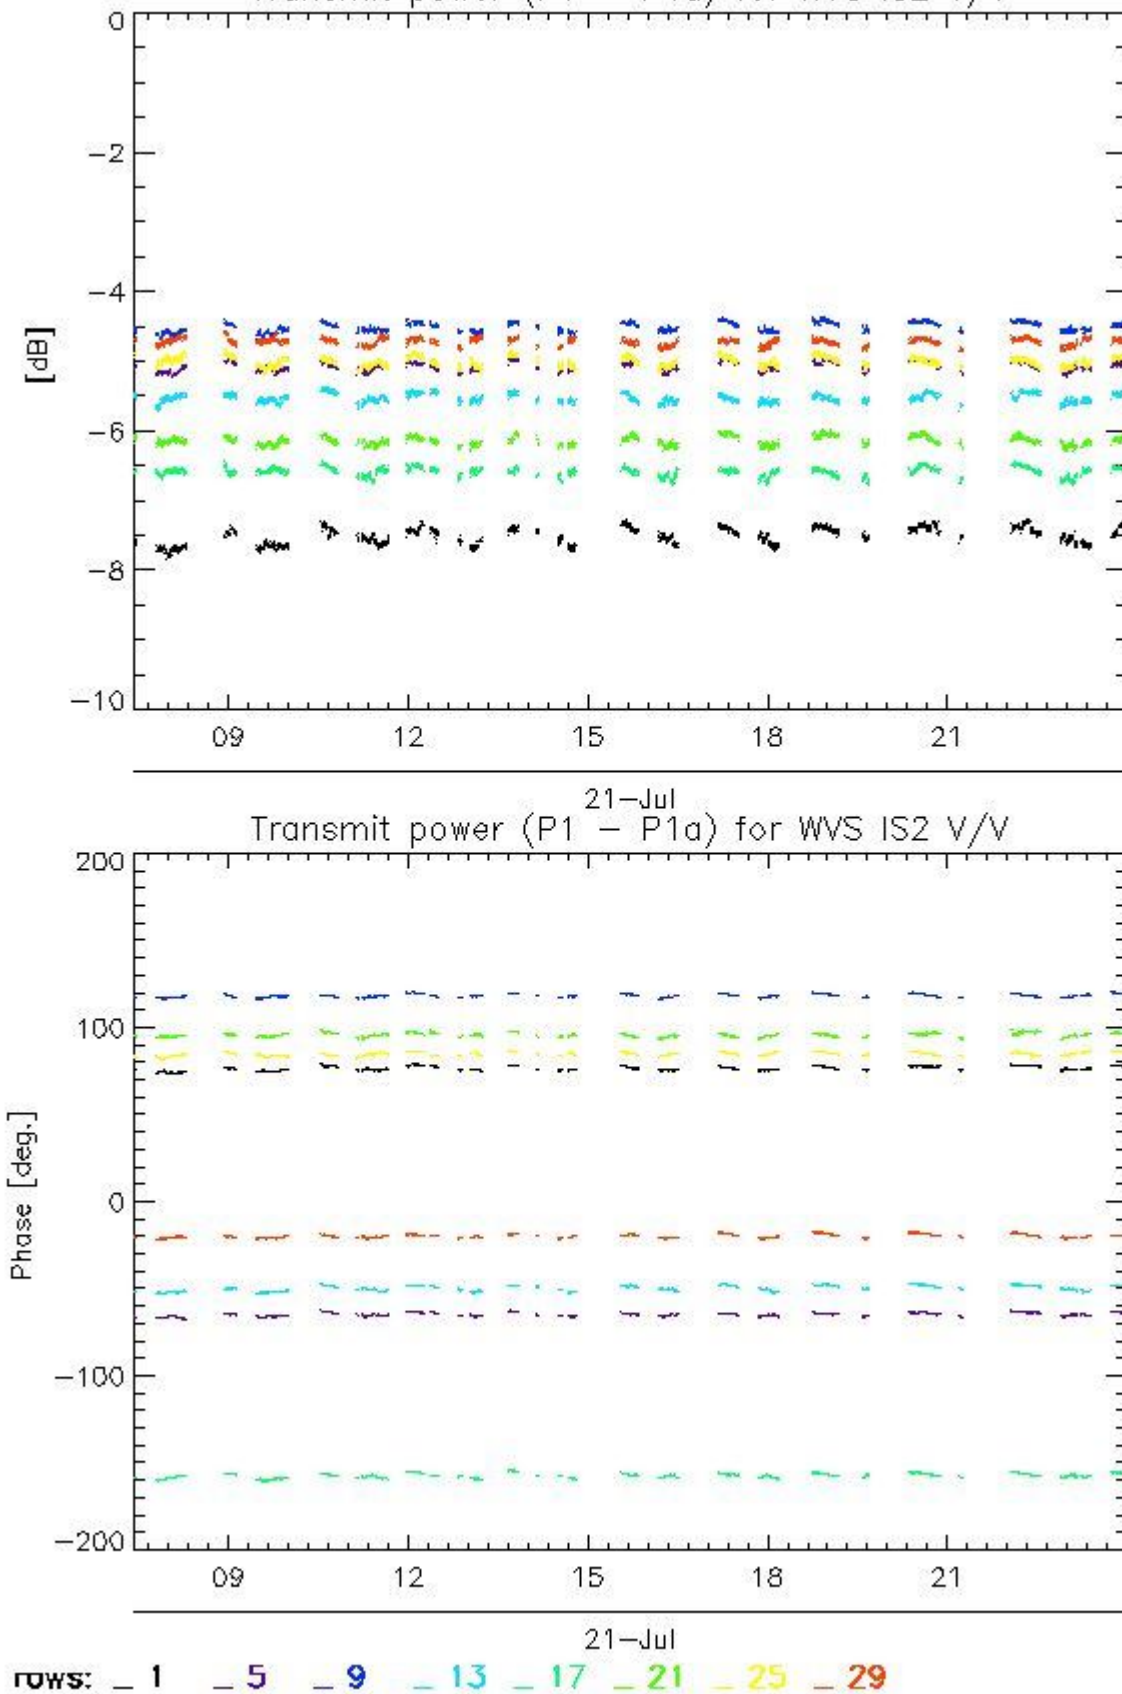 0
−2
−4
[dB]
−6
−8
−10
09 12 15 18 21
21−Jul
Transmit power (P1 − P1a) for WVS IS2 V/V
200
100
0
Phase [deg.]
−100
−200
09 12 15 18 21
21−Jul
rows: _ 1 _ 5 _ 9 _ 13 _ 17 _ 21 _ 25 _ 29